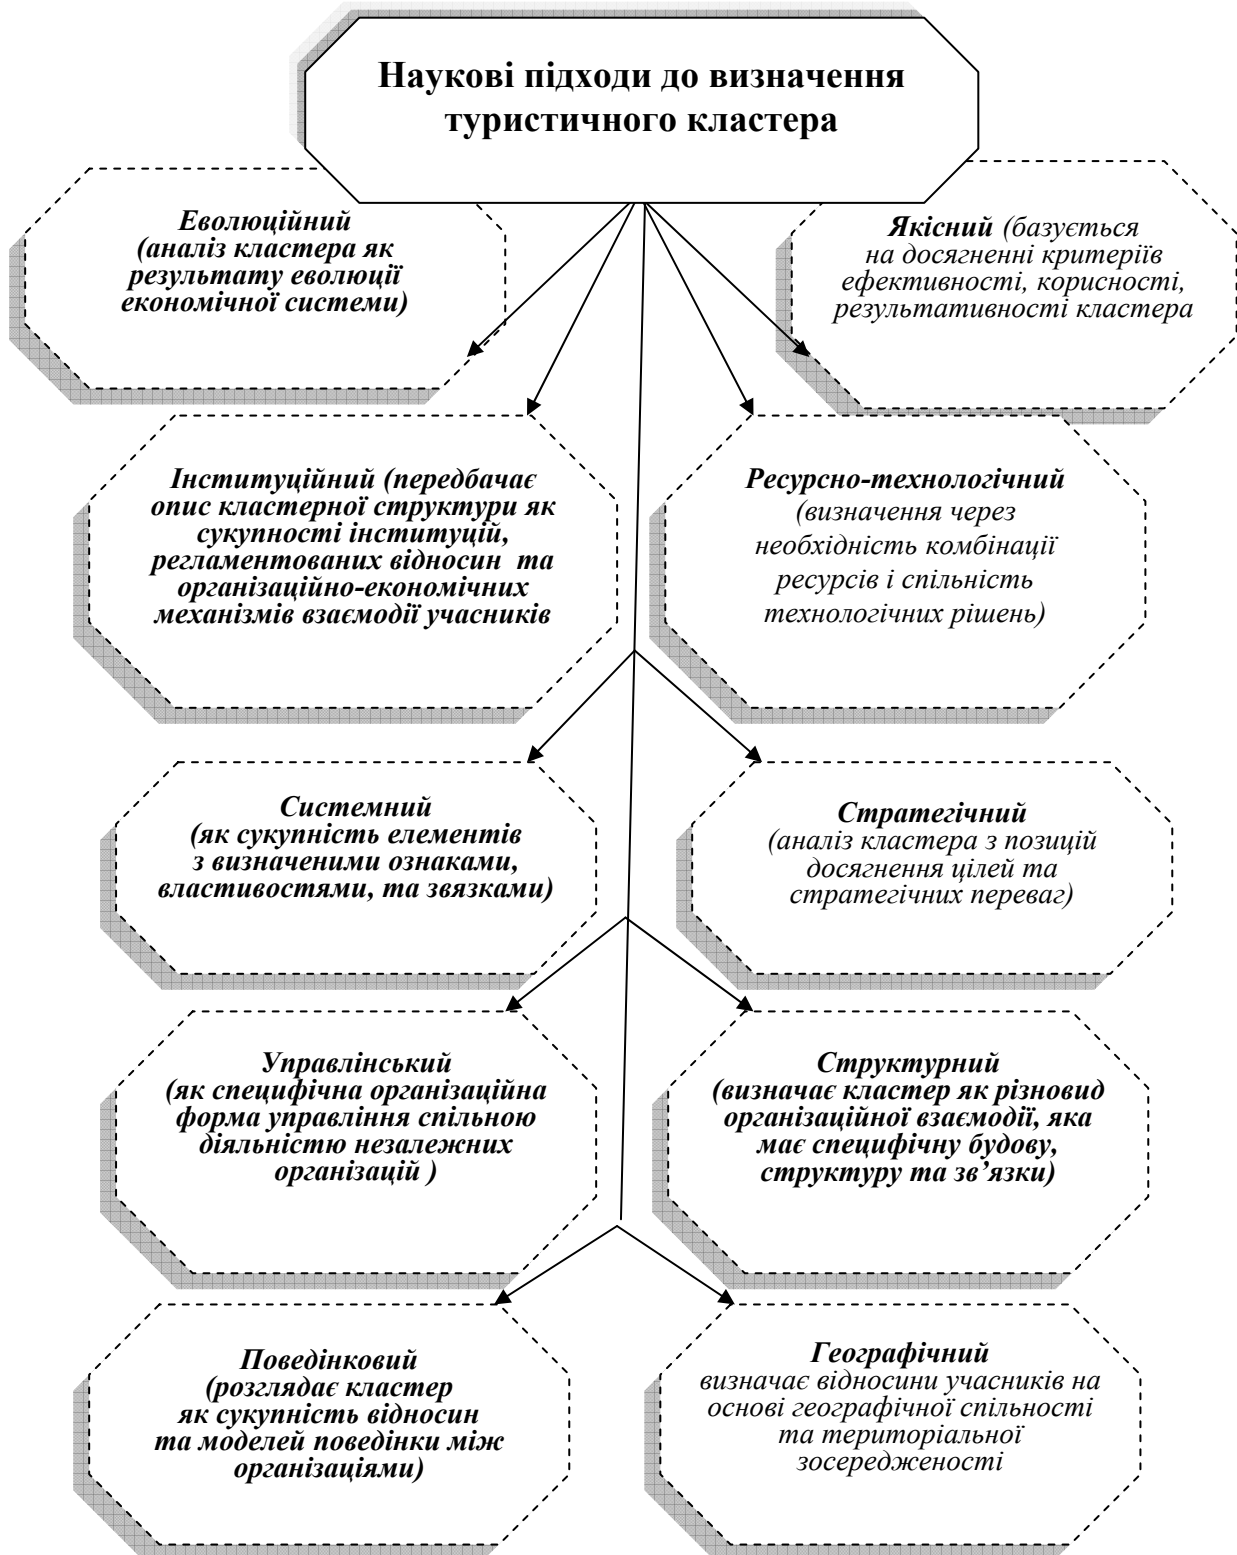 Наукові підходи до визначення
туристичного кластера
Еволюційний
(аналіз кластера як
результату еволюції
економічної системи)
Якісний (базується
на досягненні критеріїв
ефективності, корисності,
результативності кластера
Інституційний (передбачає
опис кластерної структури як
сукупності інституцій,
регламентованих відносин та
організаційно-економічних
механізмів взаємодії учасників
Ресурсно-технологічний
(визначення через
необхідність комбінації
ресурсів і спільність
технологічних рішень)
Системний
(як сукупність елементів
з визначеними ознаками,
властивостями, та звязками)
Стратегічний
(аналіз кластера з позицій
досягнення цілей та
стратегічних переваг)
Управлінський
(як специфічна організаційна
форма управління спільною
діяльністю незалежних
організацій )
Структурний
(визначає кластер як різновид
організаційної взаємодії, яка
має специфічну будову,
структуру та зв’язки)
Поведінковий
(розглядає кластер
як сукупність відносин
та моделей поведінки між
організаціями)
Географічний
визначає відносини учасників на
основі географічної спільності
та територіальної
зосередженості